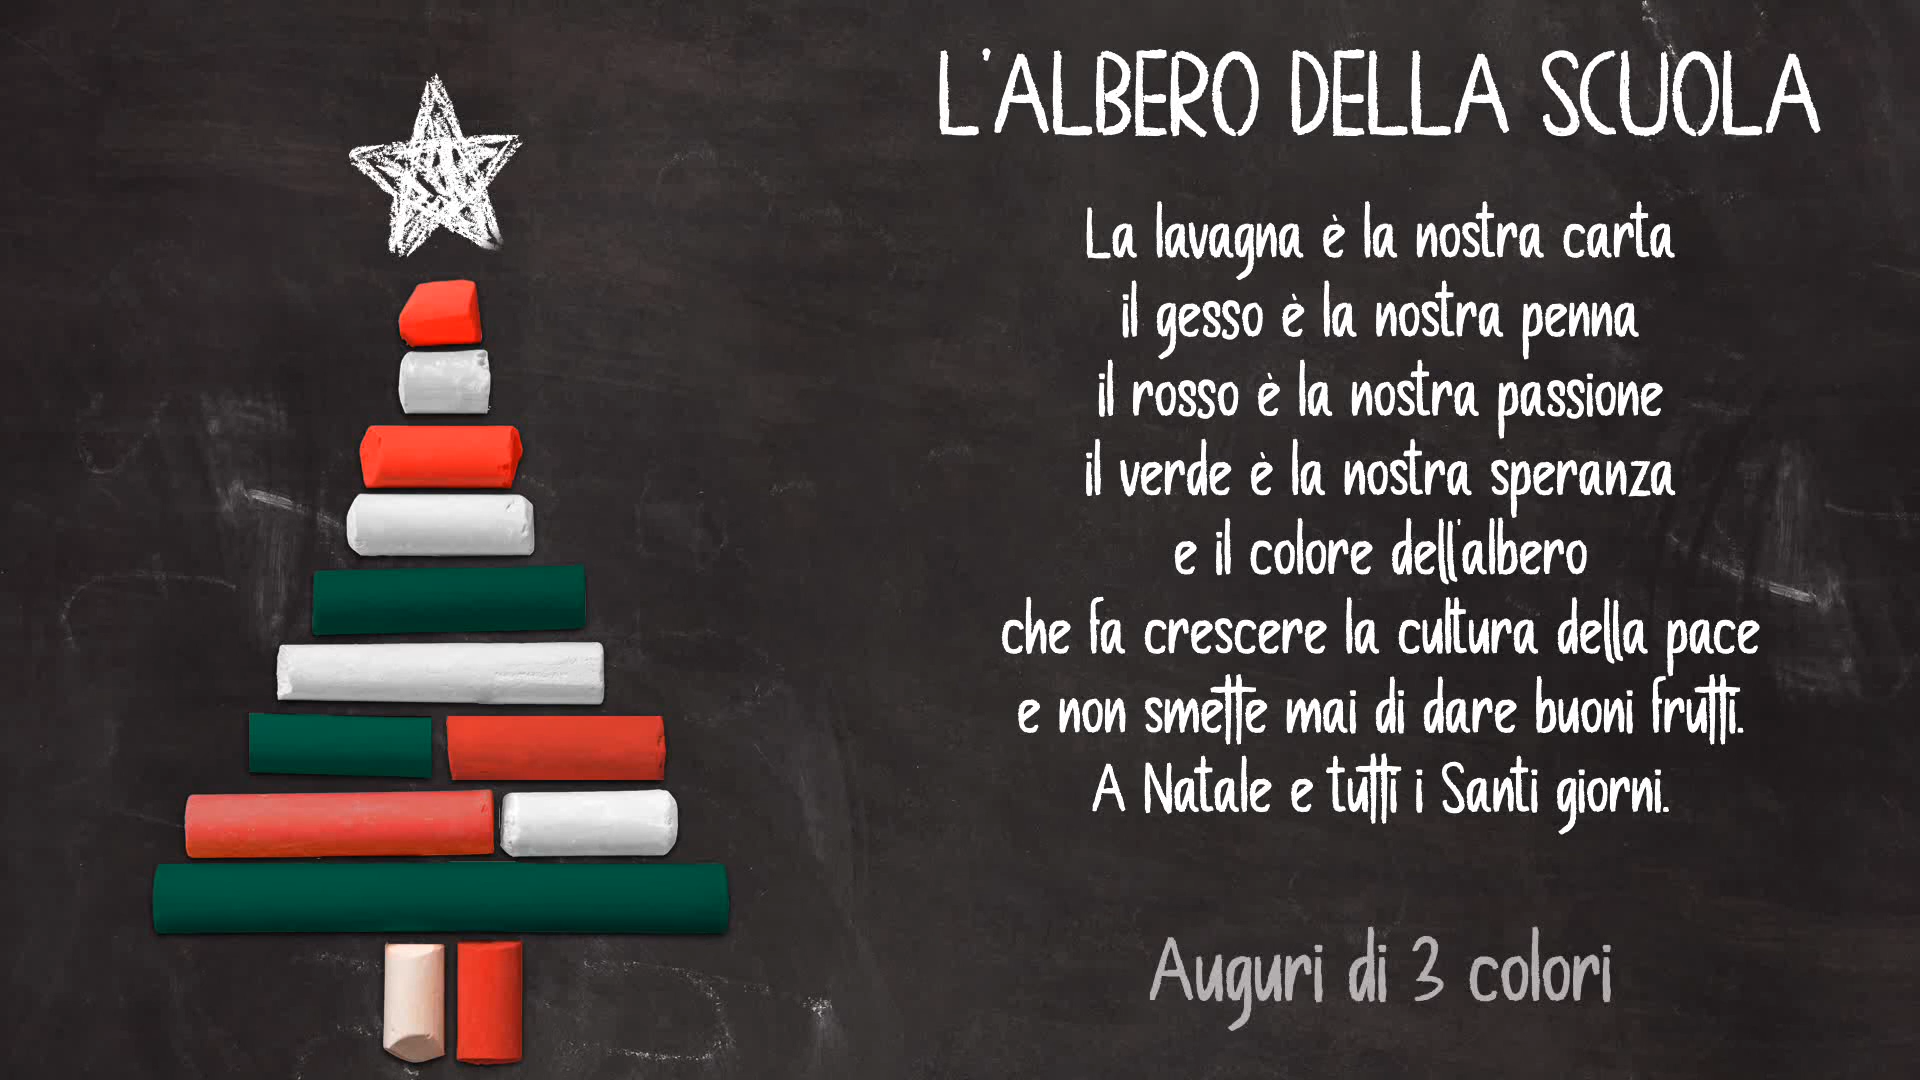 L'ALBERO DELLA SCUOLA
La lavagna è la nostra carta
il gesso è la nostra penna
il rosso è la nostra passione
il verde è la nostra speranza
e il colore dell'albero
che fa crescere la cultura della pace
e non smette mai di dare buoni frutti.
A Natale e tutti i Santi giorni.
Auguri di 3 colori